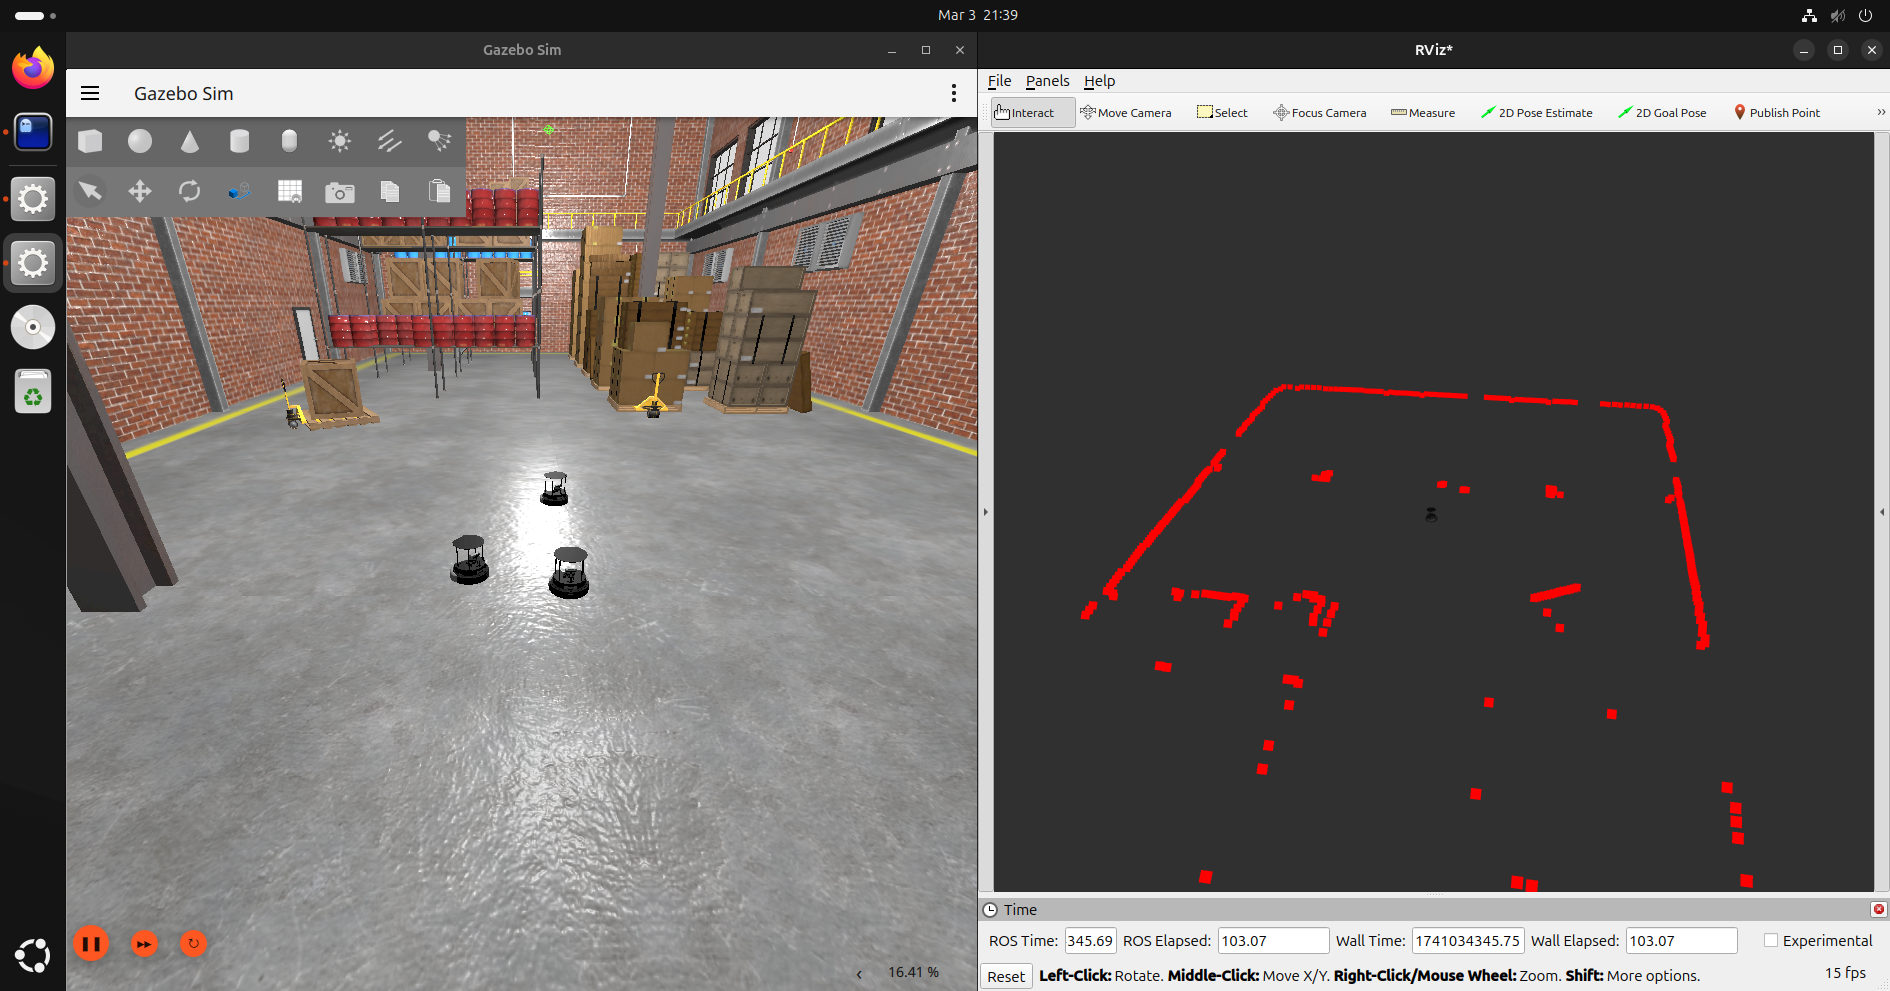 Mar 3 21:39
Gazebo Sim
Gazebo Sim
16.41 %
RViz*
File Panels Help
Interact Move Camera Select Focus Camera Measure 2D Pose Estimate 2D Goal Pose Publish Point »
Time
ROS Time: 345.69 ROS Elapsed: 103.07 Wall Time: 1741034345.75 Wall Elapsed: 103.07 Experimental
Reset Left-Click: Rotate. Middle-Click: Move X/Y. Right-Click/Mouse Wheel: Zoom. Shift: More options. 15 fps